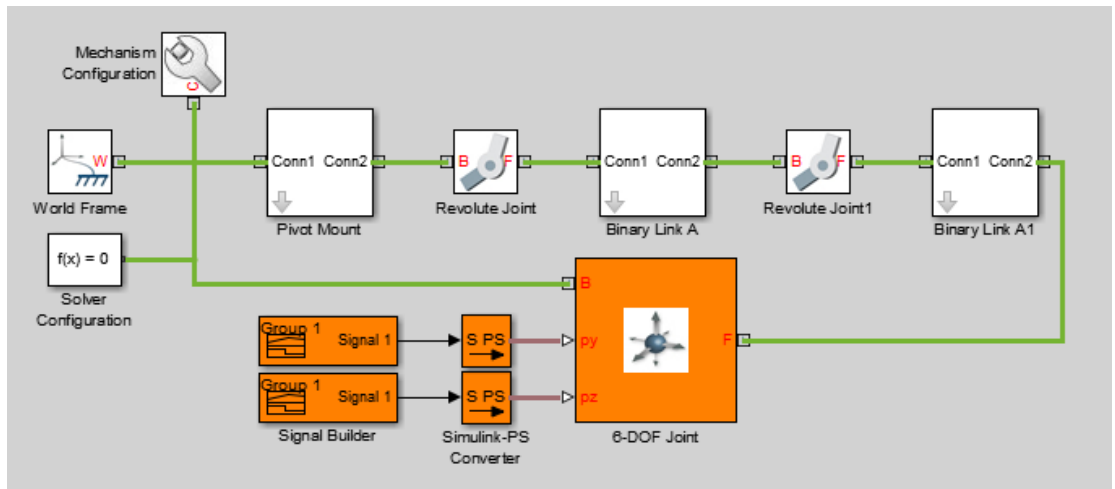 Mechanism
Configuration
C
W
World Frame
Conn1 Conn2
Pivot Mount
B F
Revolute Joint
Conn1 Conn2
Binary Link A
B F
Revolute Joint1
Conn1 Conn2
Binary Link A1
f(x) = 0
Solver
Configuration
B
Group 1
Signal 1
S PS
py
F
Group 1
Signal 1
S PS
pz
Signal Builder
Simulink-PS
Converter
6-DOF Joint